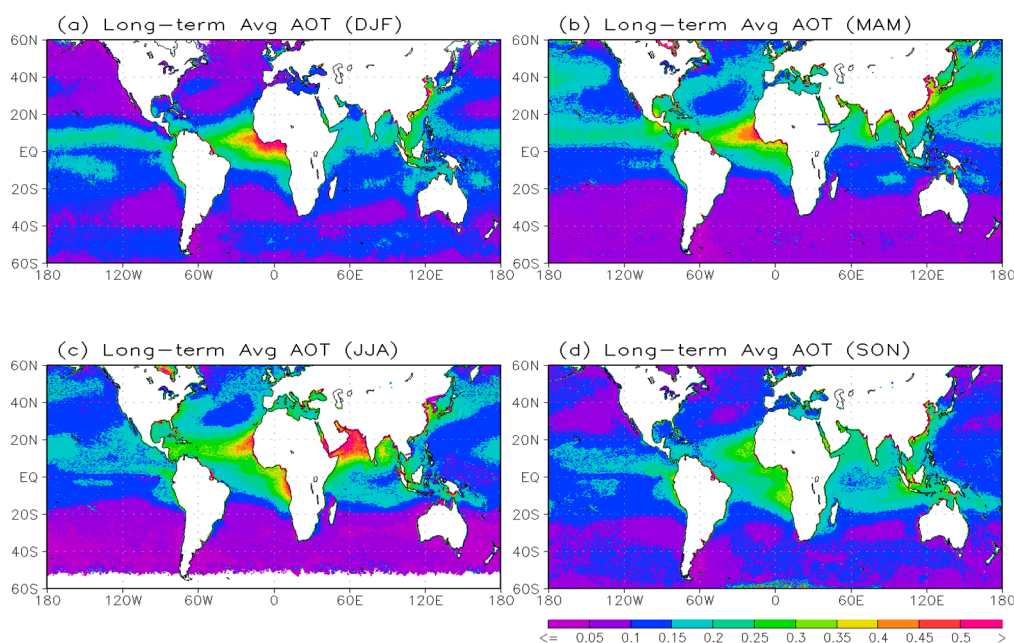 (a) Long-term Avg AOT (DJF)
60N
40N
20N
EQ
20S
40S
60S
180 120W 60W 0 60E 120E 180
(b) Long-term Avg AOT (MAM)
60N
40N
20N
EQ
20S
40S
60S
180 120W 60W 0 60E 120E 180
(c) Long-term Avg AOT (JJA)
60N
40N
20N
EQ
20S
40S
60S
180 120W 60W 0 60E 120E 180
(d) Long-term Avg AOT (SON)
60N
40N
20N
EQ
20S
40S
60S
180 120W 60W 0 60E 120E 180
<= 0.05 0.1 0.15 0.2 0.25 0.3 0.35 0.4 0.45 0.5 >